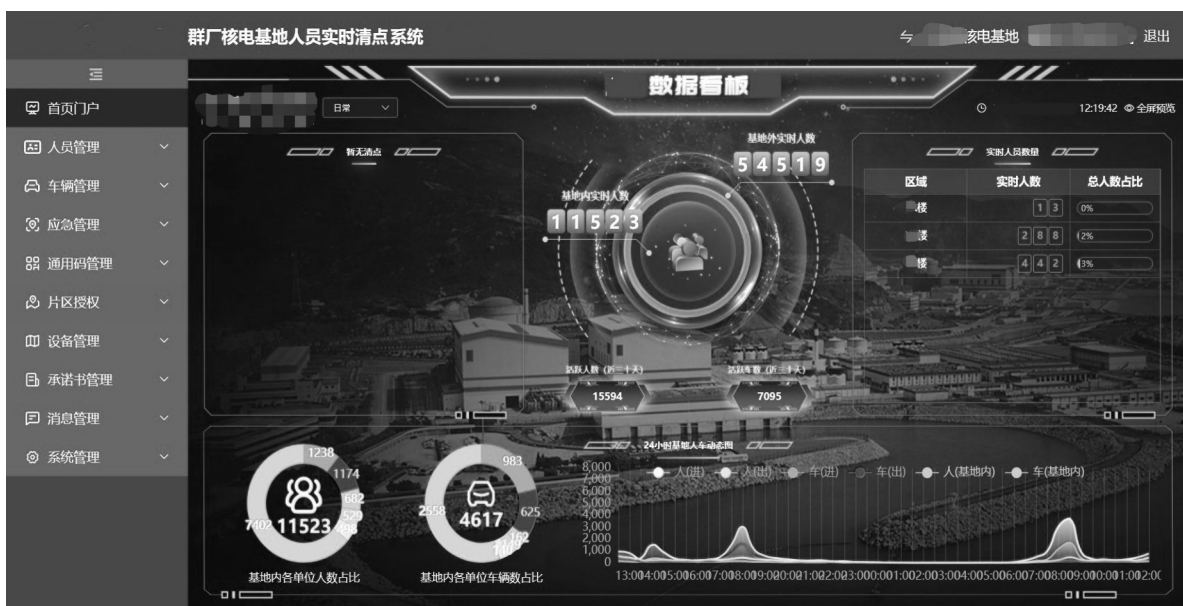 群厂核电基地人员实时清点系统
核电基地
退出
首页门户
人员管理
车辆管理
应急管理
通用码管理
片区授权
设备管理
承诺书管理
消息管理
系统管理
数据看板
日常
12:19:42 全屏预览
暂无清点
基地外实时人数
54519
基地内实时人数
11523
活跃人数（近三十天）
15594
活跃车数（近三十天）
7095
实时人员数量
区域 实时人数 总人数占比
楼 13 0%
楼 288 2%
楼 442 3%
1238
1174
682
529
498
7402
11523
基地内各单位人数占比
983
625
162
2558
4617
基地内各单位车辆数占比
24小时基地人车动态图
人(进) 人(出) 车(进) 车(出) 人(基地内) 车(基地内)
8,000
7,000
6,000
5,000
4,000
3,000
2,000
1,000
0